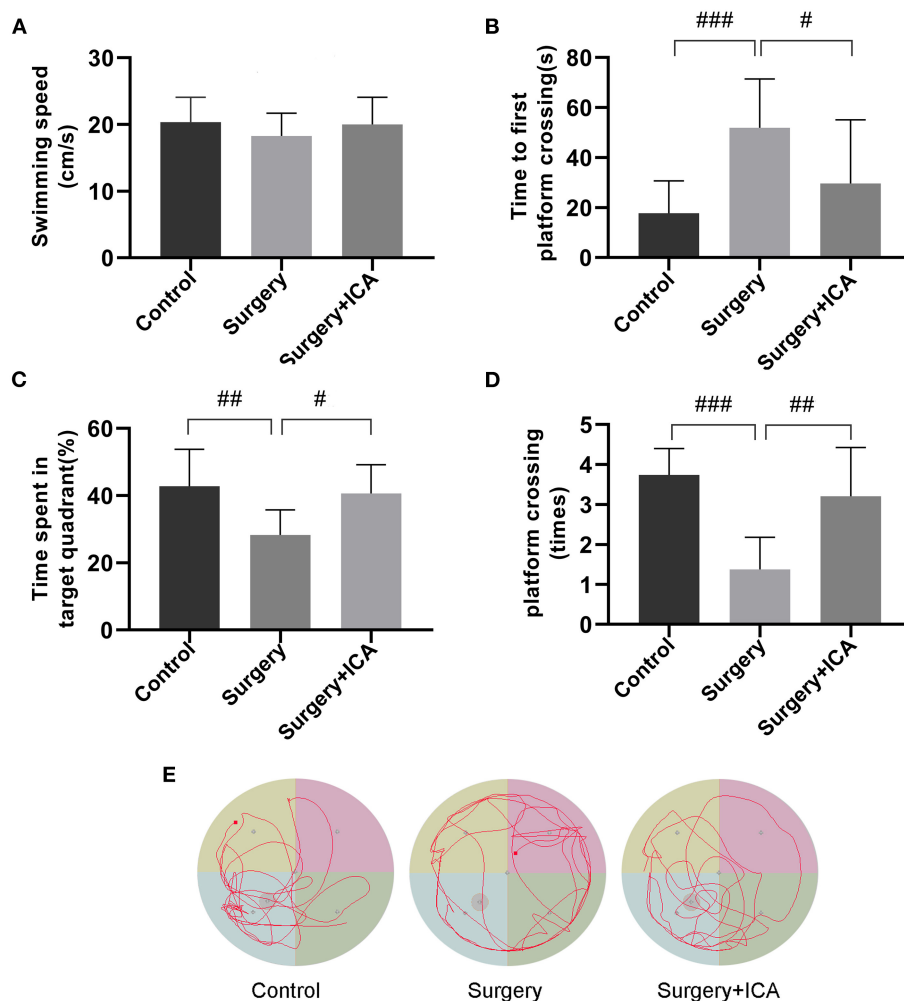 A
Swimming speed
(cm/s)
30
20
10
0
Control
Surgery
Surgery+ICA
B
###
#
Time to first
platform crossing(s)
80
60
40
20
0
Control
Surgery
Surgery+ICA
C
##
#
Time spent in
target quadrant(%)
60
40
20
0
Control
Surgery
Surgery+ICA
D
###
##
platform crossing
(times)
5
4
3
2
1
0
Control
Surgery
Surgery+ICA
E
Control
Surgery
Surgery+ICA